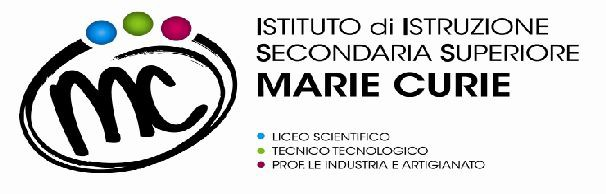 mc
ISTITUTO di ISTRUZIONE
SECONDARIA SUPERIORE
MARIE CURIE
LICEO SCIENTIFICO
TECNICO TECNOLOGICO
PROF.LE INDUSTRIA E ARTIGIANATO